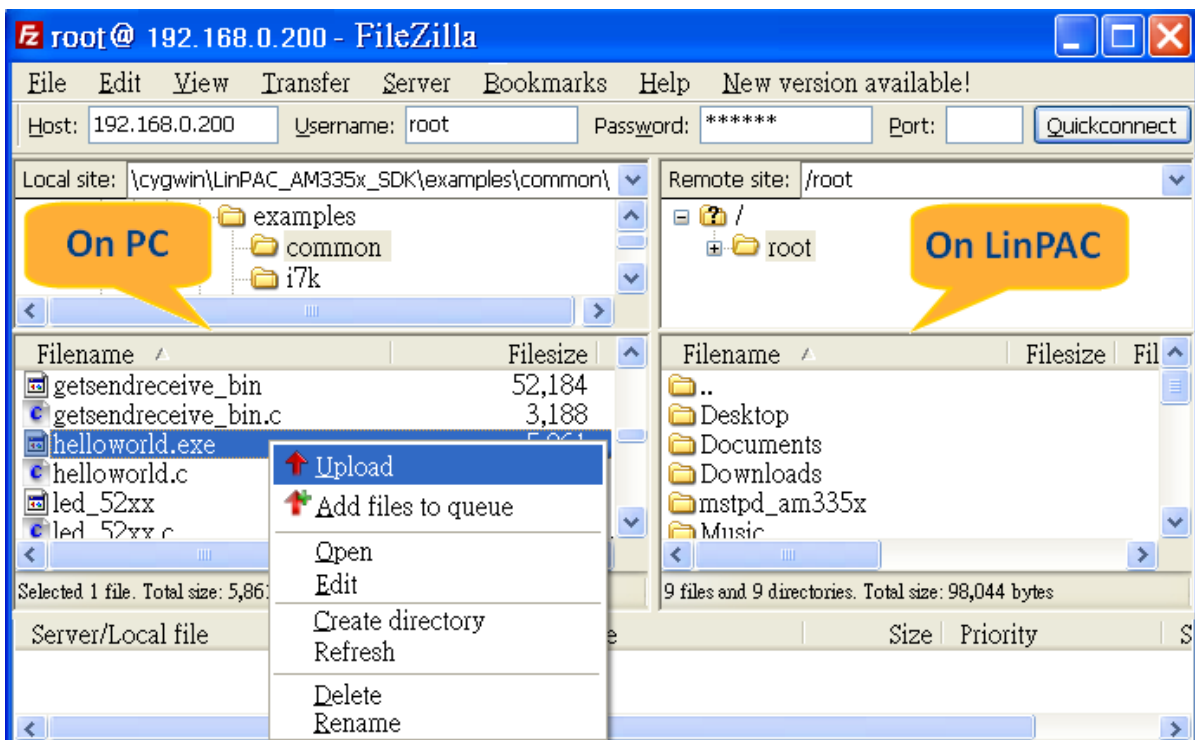 root@ 192.168.0.200 - FileZilla
File Edit View Transfer Server Bookmarks Help New version available!
Host: 192.168.0.200 Username: root Password: ****** Port: Quickconnect
Local site: \cygwin\LinPAC_AM335x_SDK\examples\common\
Remote site: /root
On PC
examples
common
i7k
/
root
On LinPAC
Filename Filesize
getsendreceive_bin 52,184
getsendreceive_bin.c 3,188
helloworld.exe 5,861
helloworld.c
led_52xx
led_52xx.c
Selected 1 file. Total size: 5,861
Upload
Add files to queue
Open
Edit
Create directory
Refresh
Delete
Rename
Filename Filesize Fil
..
Desktop
Documents
Downloads
mstpd_am335x
Music
9 files and 9 directories. Total size: 98,044 bytes
Server/Local file Size Priority S